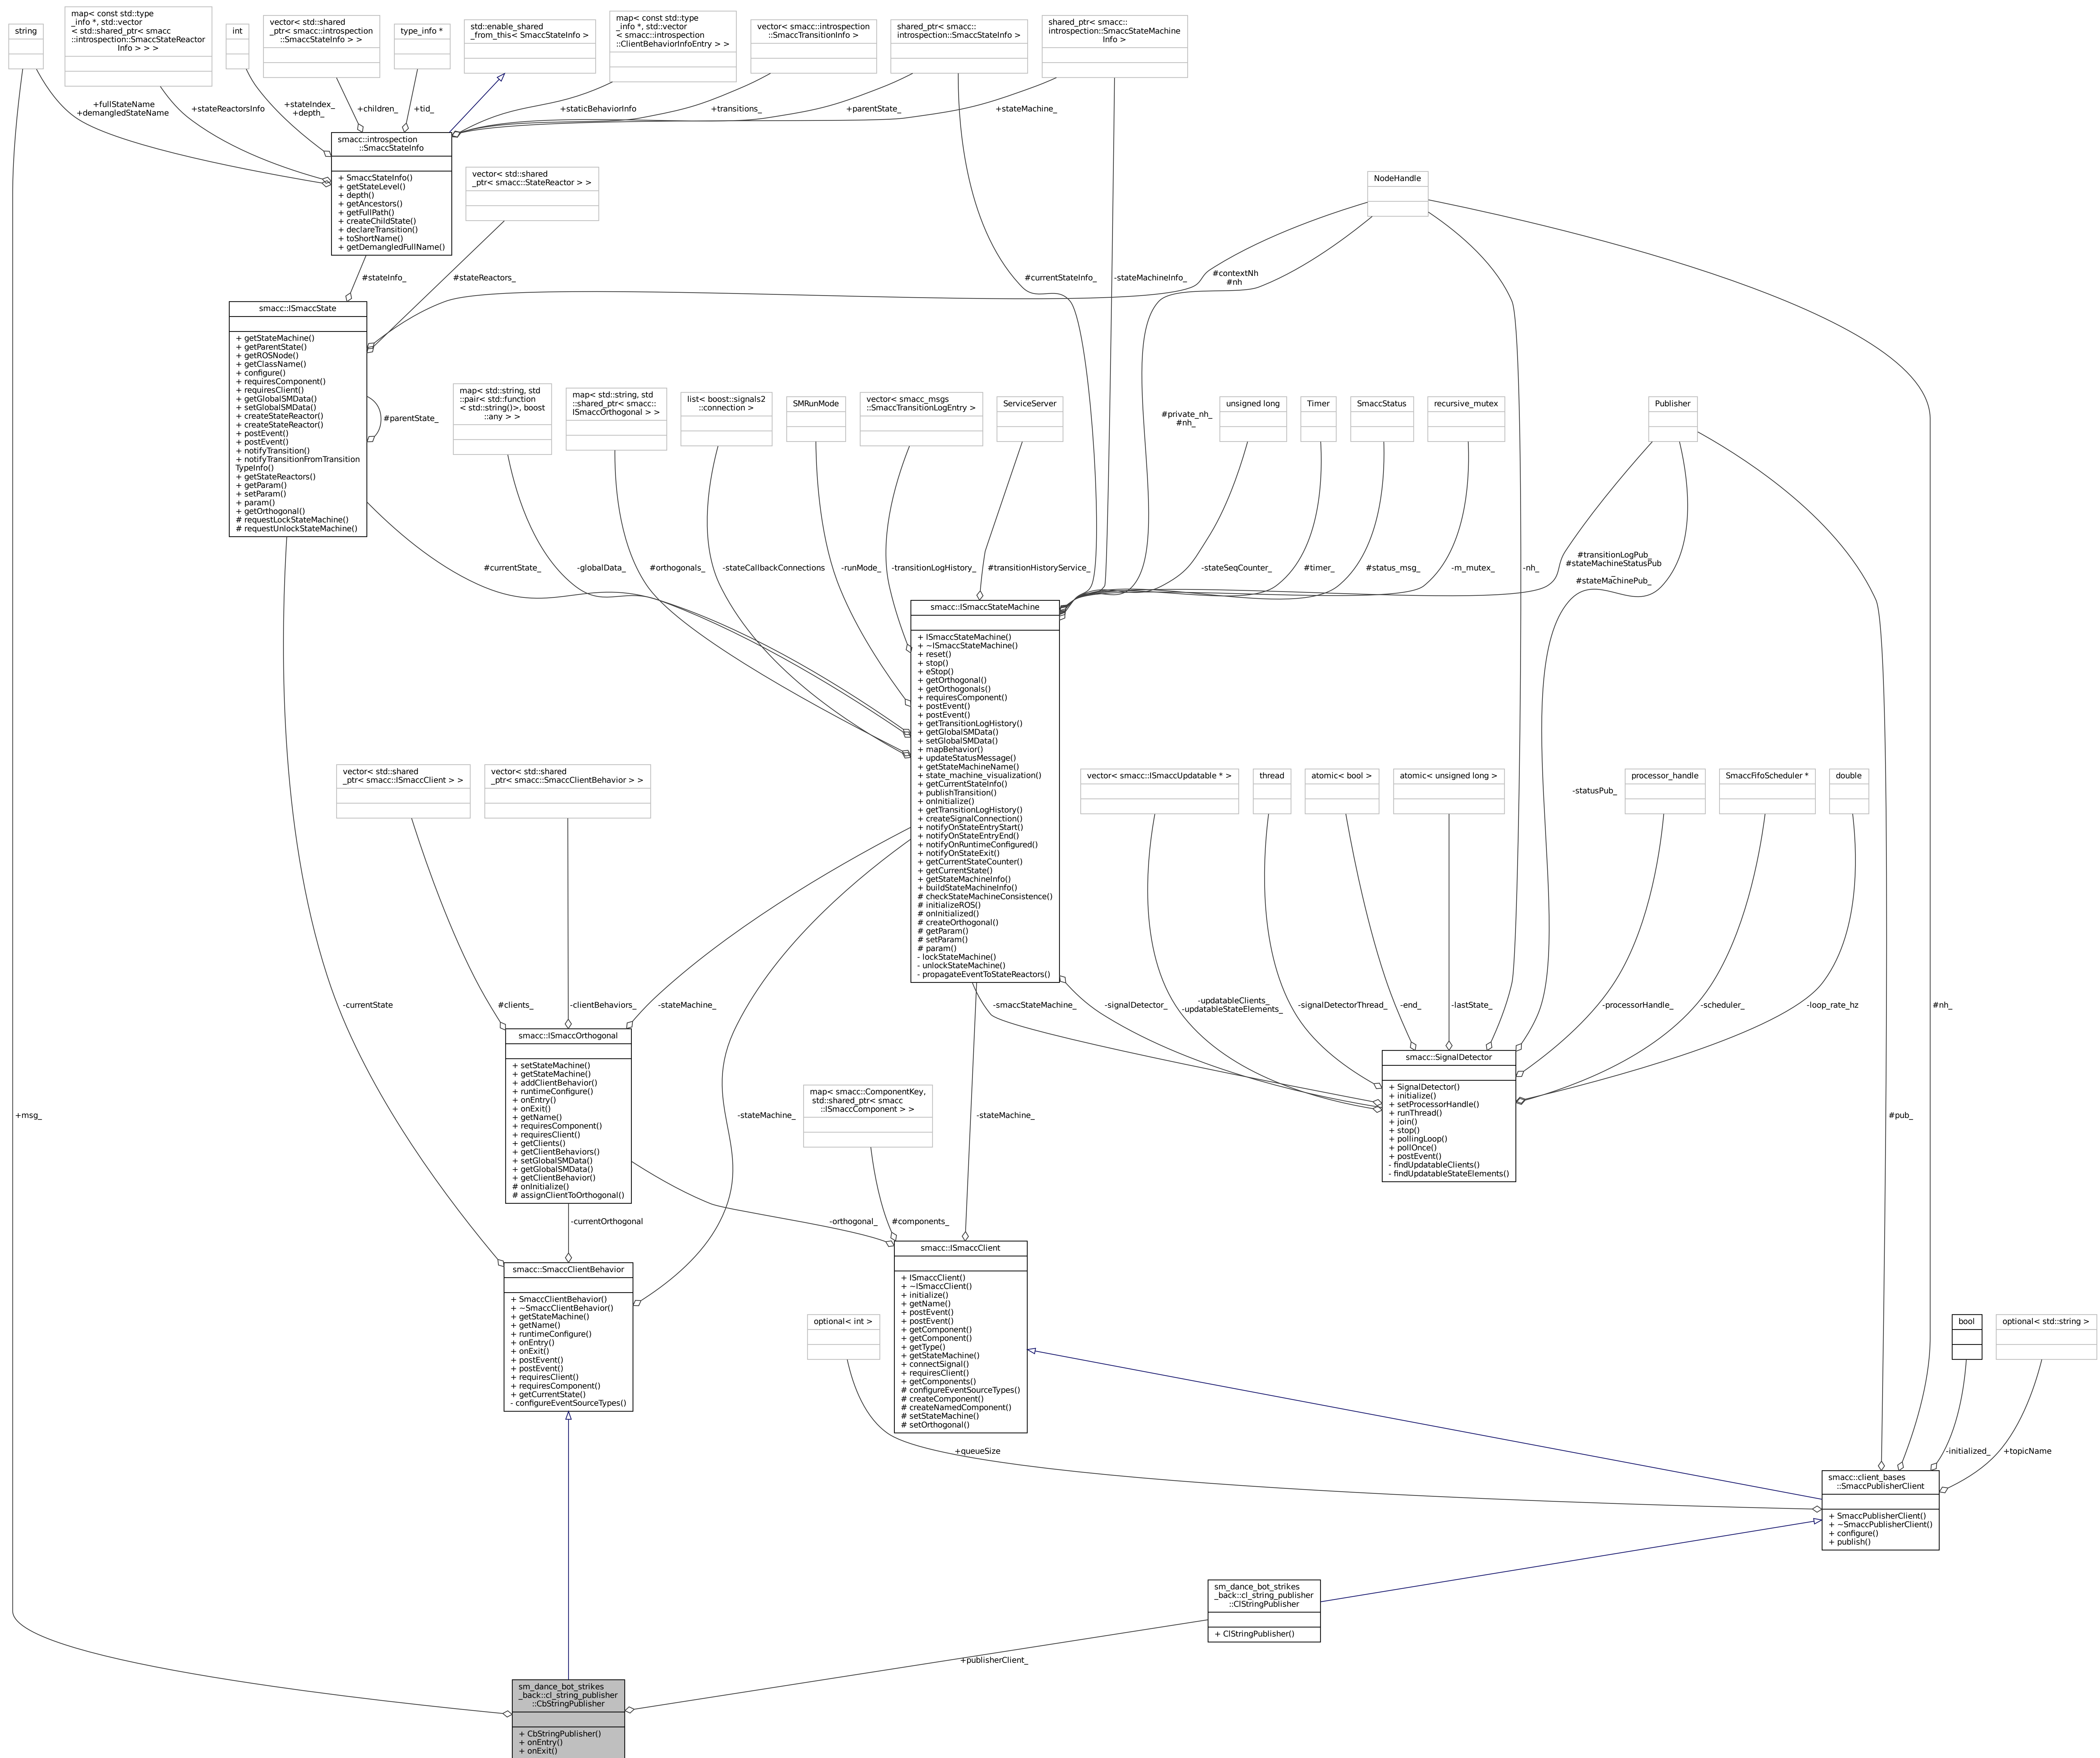 string
map< const std::type
_info *, std::vector
< std::shared_ptr< smacc
::introspection::SmaccStateReactor
Info > > >
int
vector< std::shared
_ptr< smacc::introspection
::SmaccStateInfo > >
type_info *
std::enable_shared
_from_this< SmaccStateInfo >
map< const std::type
_info *, std::vector
< smacc::introspection
::ClientBehaviorInfoEntry > >
vector< smacc::introspection
::SmaccTransitionInfo >
shared_ptr< smacc::
introspection::SmaccStateInfo >
shared_ptr< smacc::
introspection::SmaccStateMachine
Info >
+fullStateName
+demangledStateName
+stateReactorsInfo
+stateIndex_
+depth_
+children_
+tid_
+staticBehaviorInfo
+transitions_
+parentState_
+stateMachine_
smacc::introspection
::SmaccStateInfo
+ SmaccStateInfo()
+ getStateLevel()
+ depth()
+ getAncestors()
+ getFullPath()
+ createChildState()
+ declareTransition()
+ toShortName()
+ getDemangledFullName()
vector< std::shared
_ptr< smacc::StateReactor > >
NodeHandle
#stateInfo_
#stateReactors_
#currentStateInfo_
-stateMachineInfo_
#contextNh
#nh
smacc::ISmaccState
+ getStateMachine()
+ getParentState()
+ getROSNode()
+ getClassName()
+ configure()
+ requiresComponent()
+ requiresClient()
+ getGlobalSMData()
+ setGlobalSMData()
+ createStateReactor()
+ createStateReactor()
+ postEvent()
+ postEvent()
+ notifyTransition()
+ notifyTransitionFromTransition
TypeInfo()
+ getStateReactors()
+ getParam()
+ setParam()
+ param()
+ getOrthogonal()
# requestLockStateMachine()
# requestUnlockStateMachine()
#parentState_
map< std::string, std
::pair< std::function
< std::string()>, boost
::any > >
map< std::string, std
::shared_ptr< smacc::
ISmaccOrthogonal > >
list< boost::signals2
::connection >
SMRunMode
vector< smacc_msgs
::SmaccTransitionLogEntry >
ServiceServer
#private_nh_
#nh_
unsigned long
Timer
SmaccStatus
recursive_mutex
Publisher
#currentState_
-globalData_
#orthogonals_
-stateCallbackConnections
-runMode_
-transitionLogHistory_
#transitionHistoryService_
-stateSeqCounter_
#timer_
#status_msg_
-m_mutex_
-nh_
#transitionLogPub_
#stateMachineStatusPub
_
#stateMachinePub_
smacc::ISmaccStateMachine
+ ISmaccStateMachine()
+ ~ISmaccStateMachine()
+ reset()
+ stop()
+ eStop()
+ getOrthogonal()
+ getOrthogonals()
+ requiresComponent()
+ postEvent()
+ postEvent()
+ getTransitionLogHistory()
+ getGlobalSMData()
+ setGlobalSMData()
+ mapBehavior()
+ updateStatusMessage()
+ getStateMachineName()
+ state_machine_visualization()
+ getCurrentStateInfo()
+ publishTransition()
+ onInitialize()
+ getTransitionLogHistory()
+ createSignalConnection()
+ notifyOnStateEntryStart()
+ notifyOnStateEntryEnd()
+ notifyOnRuntimeConfigured()
+ notifyOnStateExit()
+ getCurrentStateCounter()
+ getCurrentState()
+ getStateMachineInfo()
+ buildStateMachineInfo()
# checkStateMachineConsistence()
# initializeROS()
# onInitialized()
# createOrthogonal()
# getParam()
# setParam()
# param()
- lockStateMachine()
- unlockStateMachine()
- propagateEventToStateReactors()
vector< std::shared
_ptr< smacc::ISmaccClient > >
vector< std::shared
_ptr< smacc::SmaccClientBehavior > >
vector< smacc::ISmaccUpdatable * >
thread
atomic< bool >
atomic< unsigned long >
-statusPub_
processor_handle
SmaccFifoScheduler *
double
-currentState
#clients_
-clientBehaviors_
-stateMachine_
-smaccStateMachine_
-signalDetector_
-updatableClients_
-updatableStateElements_
-signalDetectorThread_
-end_
-lastState_
-processorHandle_
-scheduler_
-loop_rate_hz
#nh_
smacc::ISmaccOrthogonal
+ setStateMachine()
+ getStateMachine()
+ addClientBehavior()
+ runtimeConfigure()
+ onEntry()
+ onExit()
+ getName()
+ requiresComponent()
+ requiresClient()
+ getClients()
+ getClientBehaviors()
+ setGlobalSMData()
+ getGlobalSMData()
+ getClientBehavior()
# onInitialize()
# assignClientToOrthogonal()
smacc::SignalDetector
+ SignalDetector()
+ initialize()
+ setProcessorHandle()
+ runThread()
+ join()
+ stop()
+ pollingLoop()
+ pollOnce()
+ postEvent()
- findUpdatableClients()
- findUpdatableStateElements()
+msg_
-stateMachine_
map< smacc::ComponentKey,
std::shared_ptr< smacc
::ISmaccComponent > >
-stateMachine_
#pub_
-currentOrthogonal
-orthogonal_
#components_
smacc::SmaccClientBehavior
+ SmaccClientBehavior()
+ ~SmaccClientBehavior()
+ getStateMachine()
+ getName()
+ runtimeConfigure()
+ onEntry()
+ onExit()
+ postEvent()
+ postEvent()
+ requiresClient()
+ requiresComponent()
+ getCurrentState()
- configureEventSourceTypes()
smacc::ISmaccClient
+ ISmaccClient()
+ ~ISmaccClient()
+ initialize()
+ getName()
+ postEvent()
+ postEvent()
+ getComponent()
+ getComponent()
+ getType()
+ getStateMachine()
+ connectSignal()
+ requiresClient()
+ getComponents()
# configureEventSourceTypes()
# createComponent()
# createNamedComponent()
# setStateMachine()
# setOrthogonal()
optional< int >
bool
optional< std::string >
+queueSize
-initialized_
+topicName
smacc::client_bases
::SmaccPublisherClient
+ SmaccPublisherClient()
+ ~SmaccPublisherClient()
+ configure()
+ publish()
sm_dance_bot_strikes
_back::cl_string_publisher
::ClStringPublisher
+ ClStringPublisher()
+publisherClient_
sm_dance_bot_strikes
_back::cl_string_publisher
::CbStringPublisher
+ CbStringPublisher()
+ onEntry()
+ onExit()